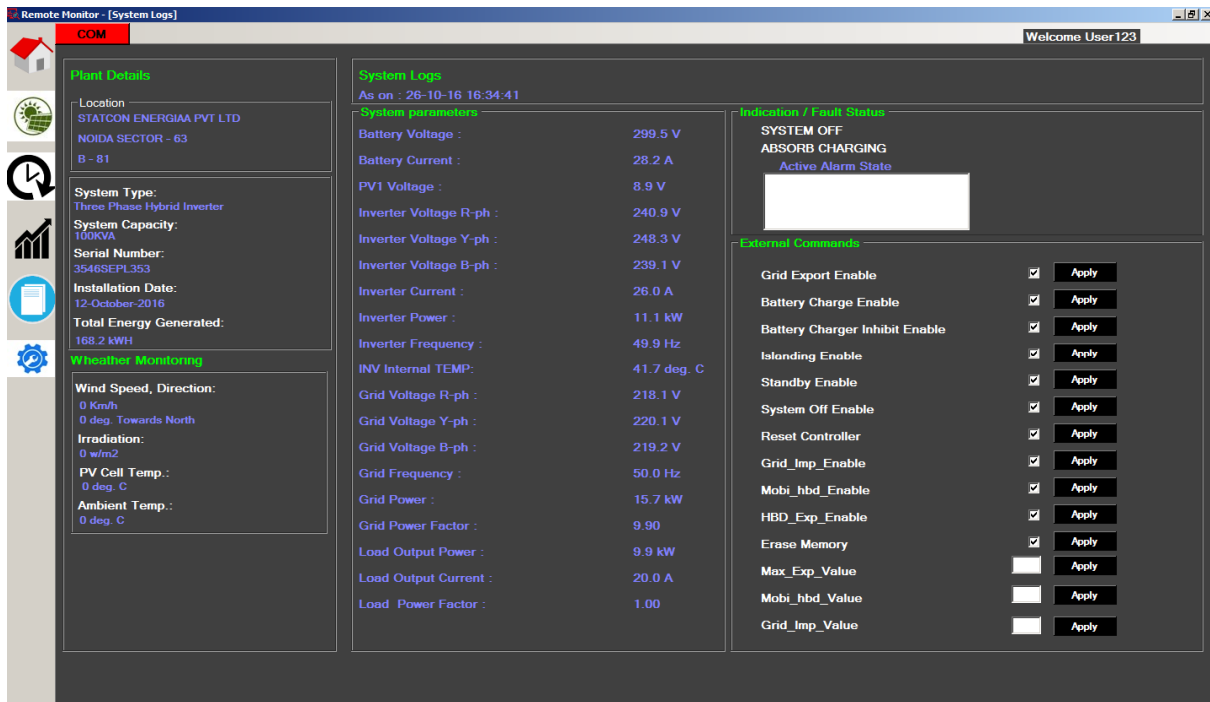 Remote Monitor - [System Logs]
COM
Welcome User123
Plant Details
Location
STATCON ENERGIAA PVT LTD
NOIDA SECTOR - 63
B - 81
System Type:
Three Phase Hybrid Inverter
System Capacity:
100KVA
Serial Number:
3546SEPL353
Installation Date:
12-October-2016
Total Energy Generated:
168.2 kWH
Wheather Monitoring
Wind Speed, Direction:
0 Km/h
0 deg. Towards North
Irradiation:
0 w/m2
PV Cell Temp.:
0 deg. C
Ambient Temp.:
0 deg. C
System Logs
As on : 26-10-16 16:34:41
System parameters
Battery Voltage : 299.5 V
Battery Current : 28.2 A
PV1 Voltage : 8.9 V
Inverter Voltage R-ph : 240.9 V
Inverter Voltage Y-ph : 248.3 V
Inverter Voltage B-ph : 239.1 V
Inverter Current : 26.0 A
Inverter Power : 11.1 kW
Inverter Frequency : 49.9 Hz
INV Internal TEMP: 41.7 deg. C
Grid Voltage R-ph : 218.1 V
Grid Voltage Y-ph : 220.1 V
Grid Voltage B-ph : 219.2 V
Grid Frequency : 50.0 Hz
Grid Power : 15.7 kW
Grid Power Factor : 9.90
Load Output Power : 9.9 kW
Load Output Current : 20.0 A
Load Power Factor : 1.00
Indication / Fault Status
SYSTEM OFF
ABSORB CHARGING
Active Alarm State
External Commands
Grid Export Enable Apply
Battery Charge Enable Apply
Battery Charger Inhibit Enable Apply
Islanding Enable Apply
Standby Enable Apply
System Off Enable Apply
Reset Controller Apply
Grid_Imp_Enable Apply
Mobi_hbd_Enable Apply
HBD_Exp_Enable Apply
Erase Memory Apply
Max_Exp_Value Apply
Mobi_hbd_Value Apply
Grid_Imp_Value Apply